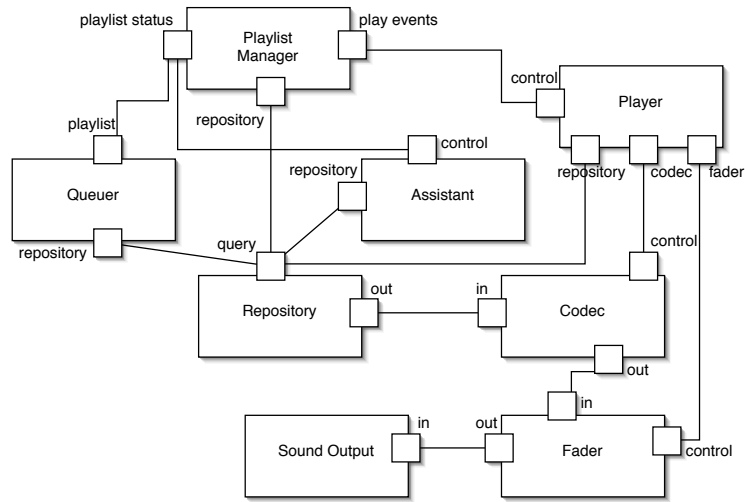 playlist status
Playlist
Manager
play events
repository
control
Player
playlist
control
repository
repository
codec
fader
Queuer
Assistant
repository
query
control
Repository
out
in
Codec
out
in
in
out
Sound Output
Fader
control